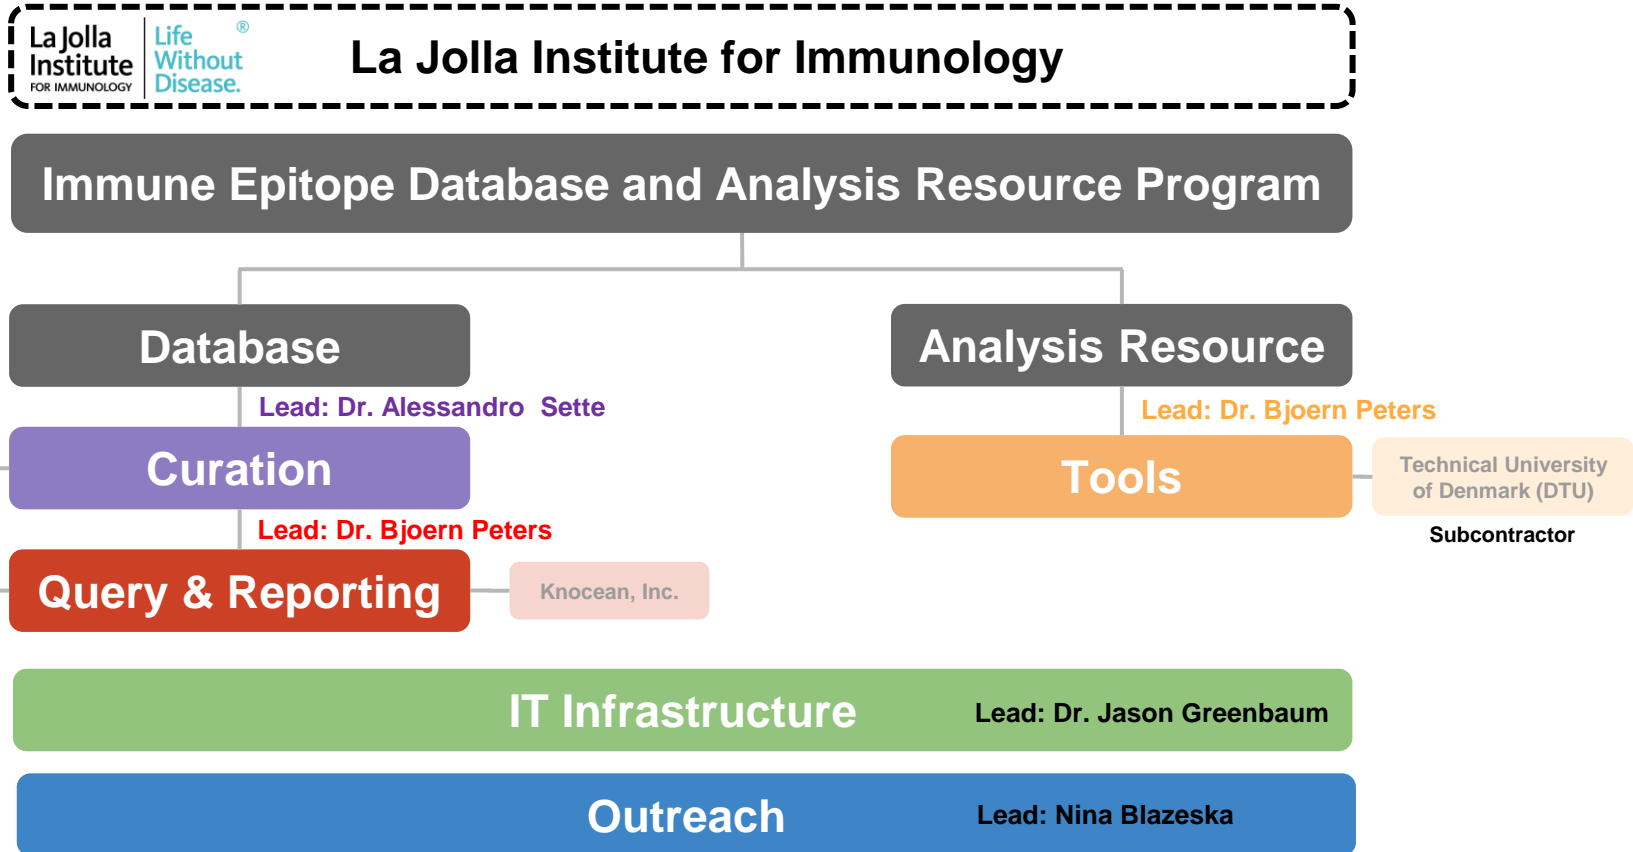 La Jolla
Institute
FOR IMMUNOLOGY
Life
Without
Disease.
®
La Jolla Institute for Immunology
Immune Epitope Database and Analysis Resource Program
Database
Analysis Resource
Lead: Dr. Alessandro  Sette
Lead: Dr. Bjoern Peters
Curation
Tools
Technical University
of Denmark (DTU)
Subcontractor
Lead: Dr. Bjoern Peters
Query & Reporting
Knocean, Inc.
IT Infrastructure
Lead: Dr. Jason Greenbaum
Outreach
Lead: Nina Blazeska